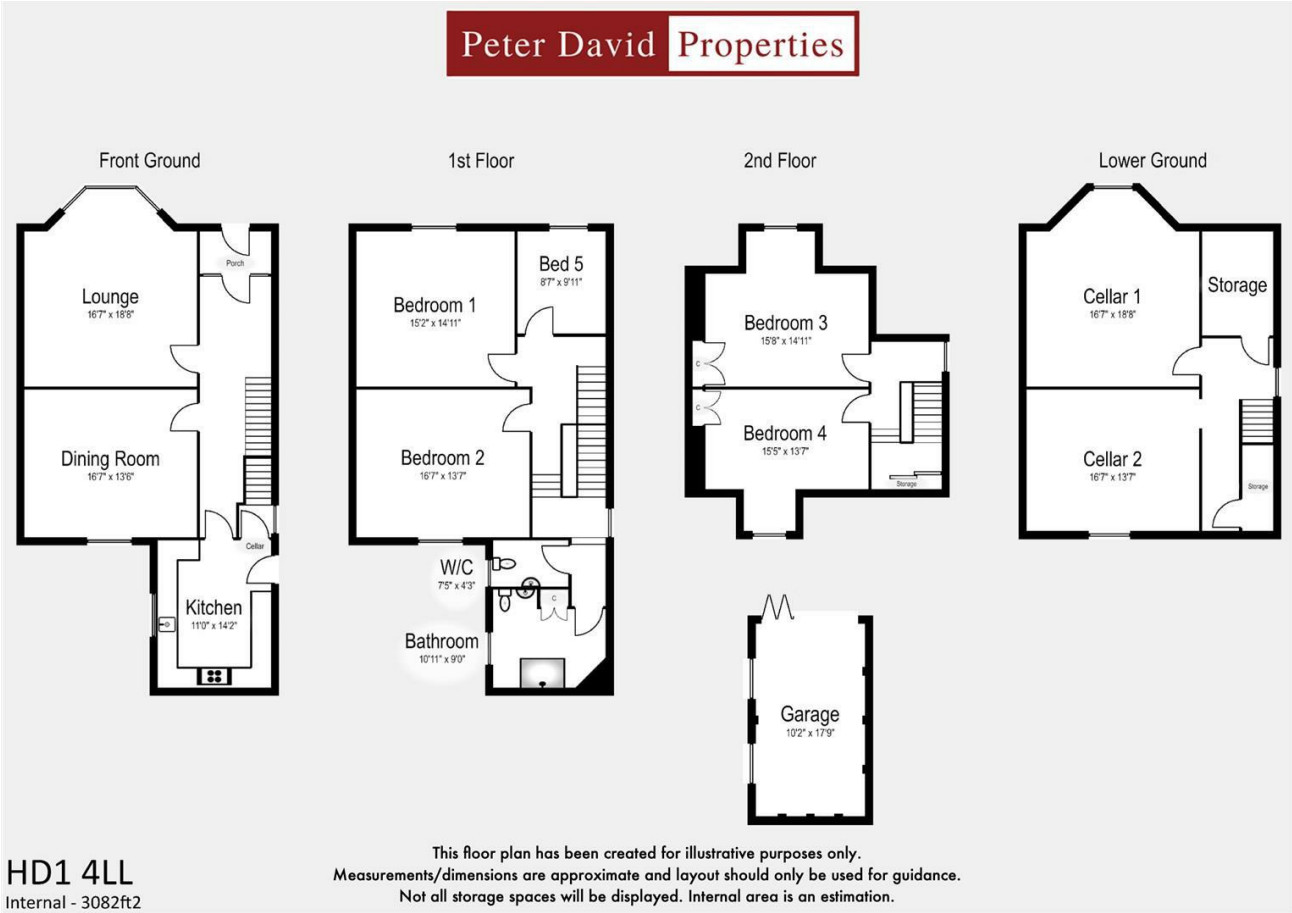 Peter David Properties
Front Ground
Lounge
16'7" x 18'8"
Porch
Dining Room
16'7" x 13'6"
Cellar
Kitchen
11'0" x 14'2"
1st Floor
Bedroom 1
15'2" x 14'11"
Bed 5
8'7" x 9'11"
Bedroom 2
16'7" x 13'7"
W/C
7'5" x 4'3"
C
Bathroom
10'11" x 9'0"
2nd Floor
Bedroom 3
15'8" x 14'11"
C
C
Bedroom 4
15'5" x 13'7"
Storage
Lower Ground
Cellar 1
16'7" x 18'8"
Storage
Cellar 2
16'7" x 13'7"
Storage
Garage
10'2" x 17'9"
HD1 4LL
Internal - 3082ft2
This floor plan has been created for illustrative purposes only.
Measurements/dimensions are approximate and layout should only be used for guidance.
Not all storage spaces will be displayed. Internal area is an estimation.